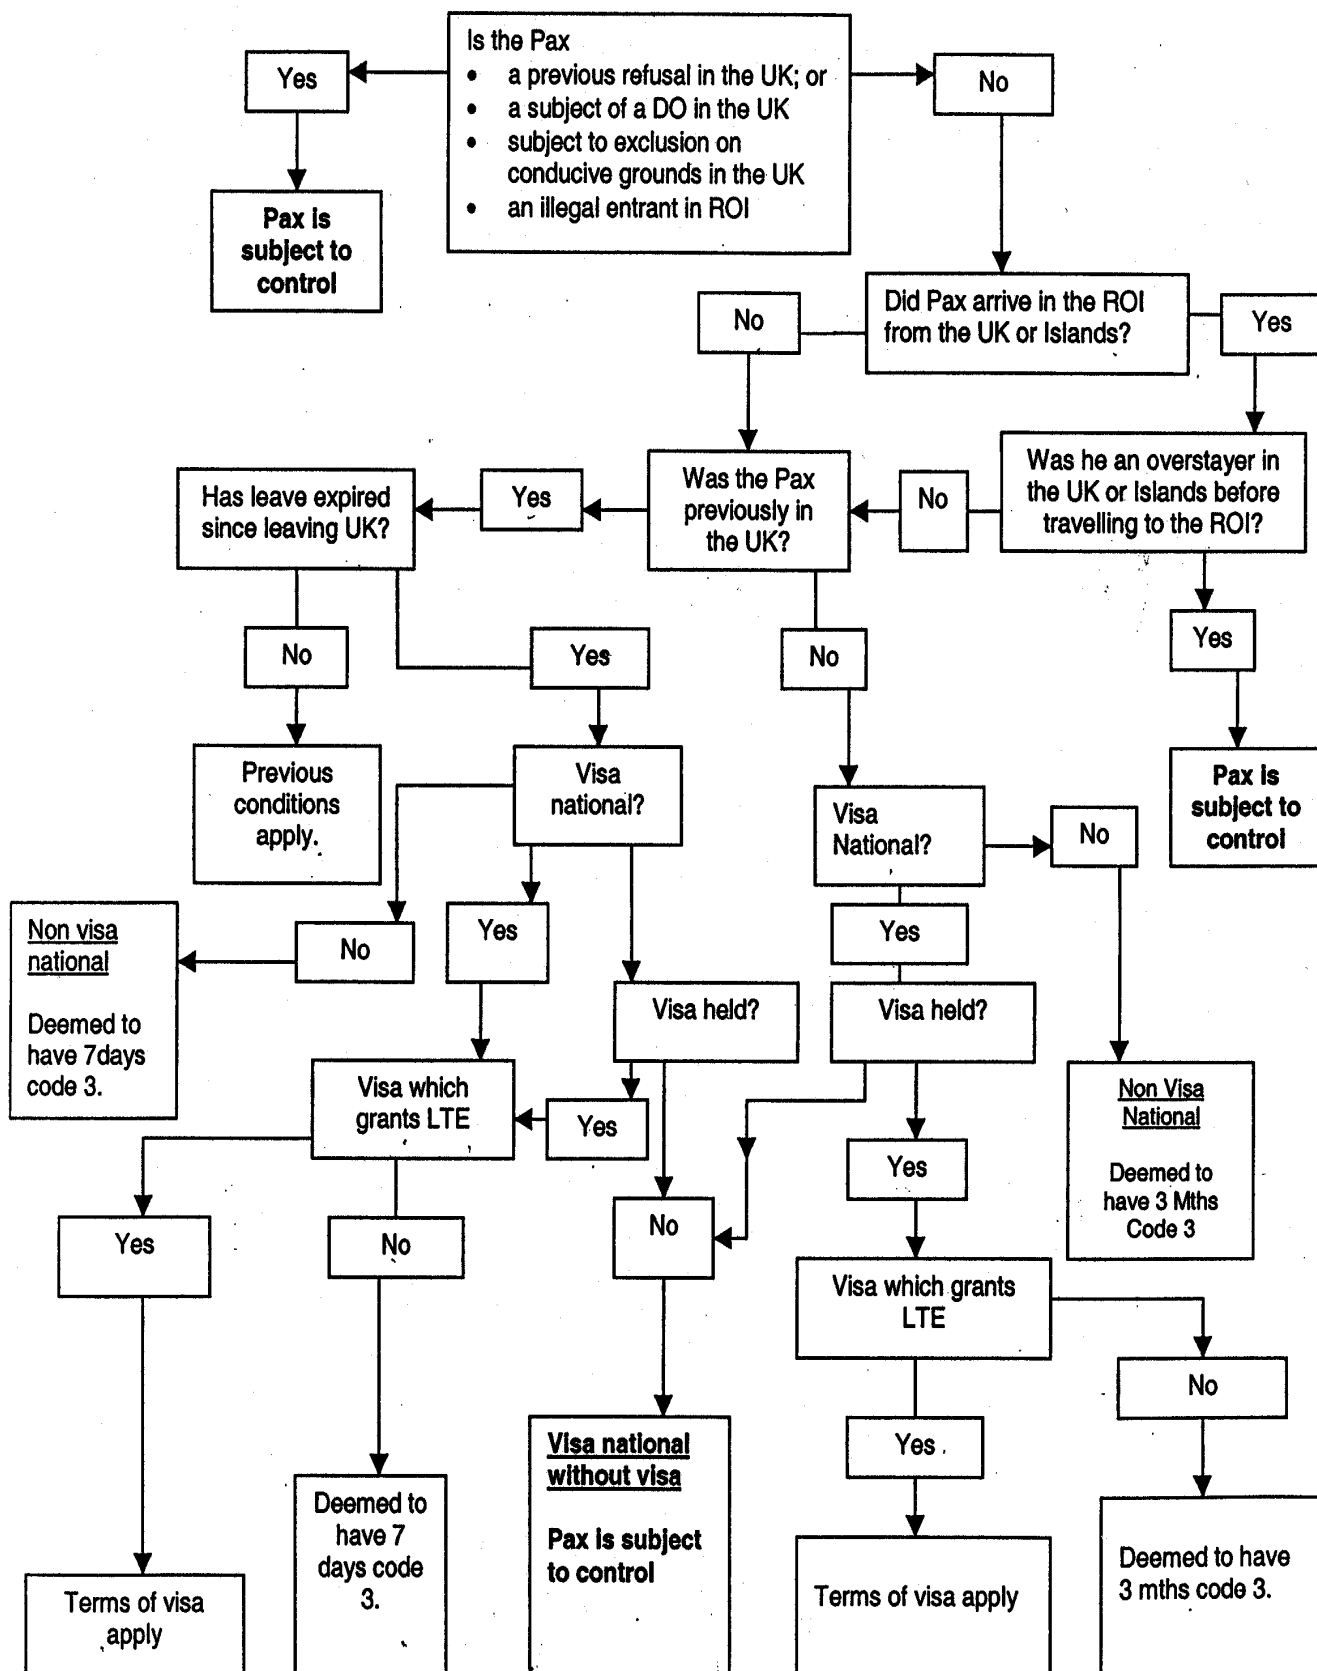 Is the Pax
• a previous refusal in the UK; or
• a subject of a DO in the UK
• subject to exclusion on
conducive grounds in the UK
• an illegal entrant in ROI
Yes
No
Pax is
subject to
control
Did Pax arrive in the ROI
from the UK or Islands?
No
Yes
Was he an overstayer in
the UK or Islands before
travelling to the ROI?
No
Was the Pax
previously in
the UK?
Yes
Has leave expired
since leaving UK?
Yes
No
Yes
No
Pax is
subject to
control
Previous
conditions
apply.
Visa
national?
Visa
National?
No
Non visa
national
Deemed to
have 7days
code 3.
No
Yes
Yes
Visa held?
Visa held?
Visa which
grants LTE
Yes
Non Visa
National
Deemed to
have 3 Mths
Code 3
Yes
Yes
No
No
Visa which grants
LTE
No
Yes
Visa national
without visa
Pax is subject
to control
Deemed to
have 7
days code
3.
Terms of visa
apply
Terms of visa apply
Deemed to have
3 mths code 3.